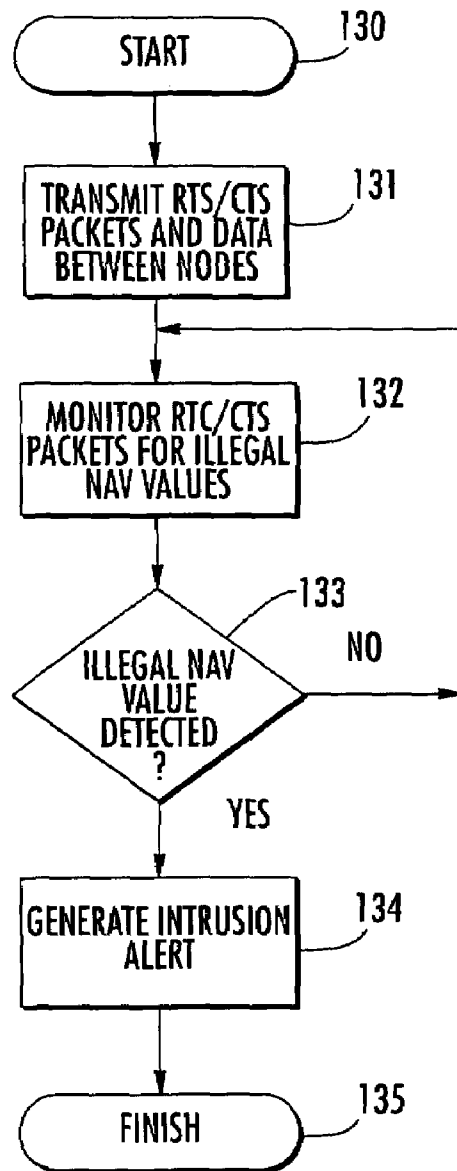 START
130
TRANSMIT RTS/CTS
PACKETS AND DATA
BETWEEN NODES
131
MONITOR RTC/CTS
PACKETS FOR ILLEGAL
NAV VALUES
132
ILLEGAL NAV
VALUE
DETECTED
?
133
NO
YES
GENERATE INTRUSION
ALERT
134
FINISH
135